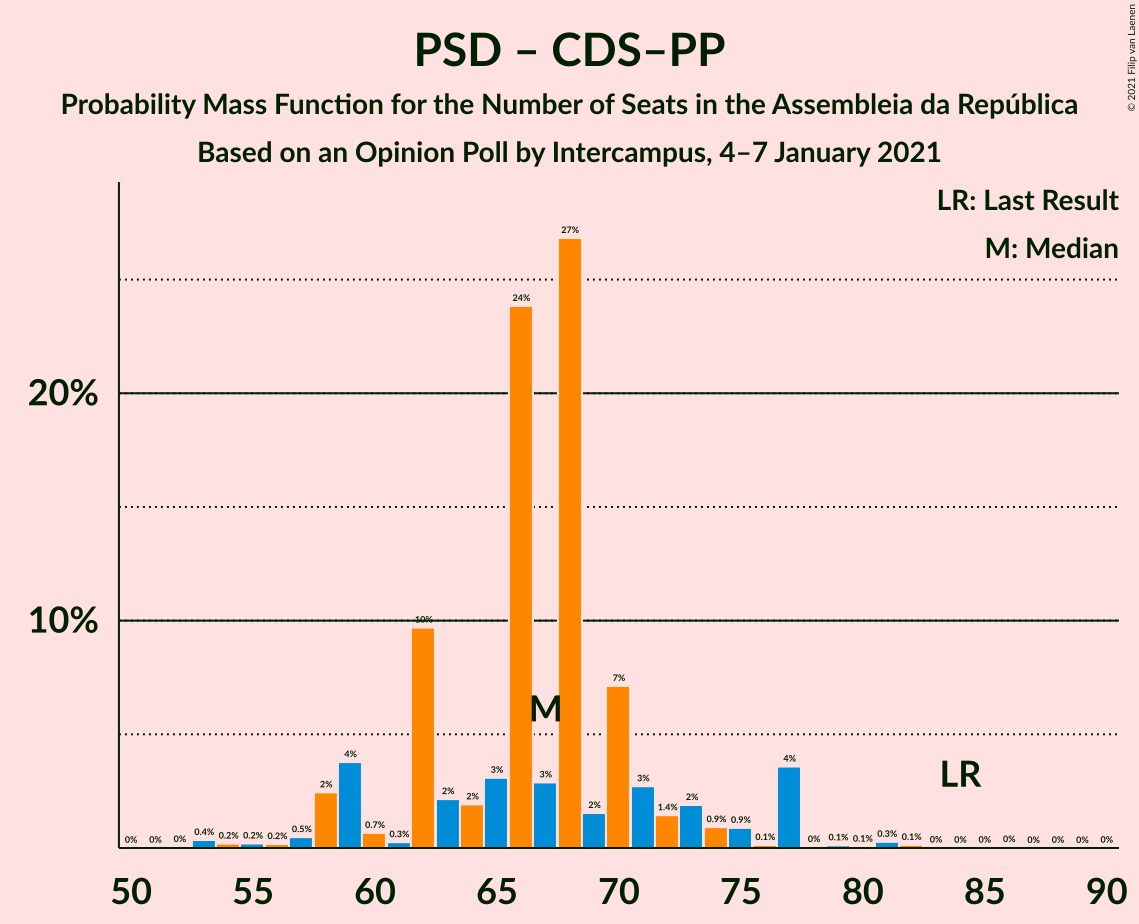 PSD – CDS–PP
Probability Mass Function for the Number of Seats in the Assembleia da República
Based on an Opinion Poll by Intercampus, 4–7 January 2021
© 2021 Filip van Laenen
LR: Last Result
M: Median
20%
10%
0% 0% 0% 0.4% 0.2% 0.2% 0.2% 0.5% 2% 4% 0.7% 0.3% 10% 2% 2% 3% 24% 3% 27% 2% 7% 3% 1.4% 2% 0.9% 0.9% 0.1% 4% 0% 0.1% 0.1% 0.3% 0.1% 0% 0% 0% 0% 0% 0% 0% 0%
M
LR
50 55 60 65 70 75 80 85 90